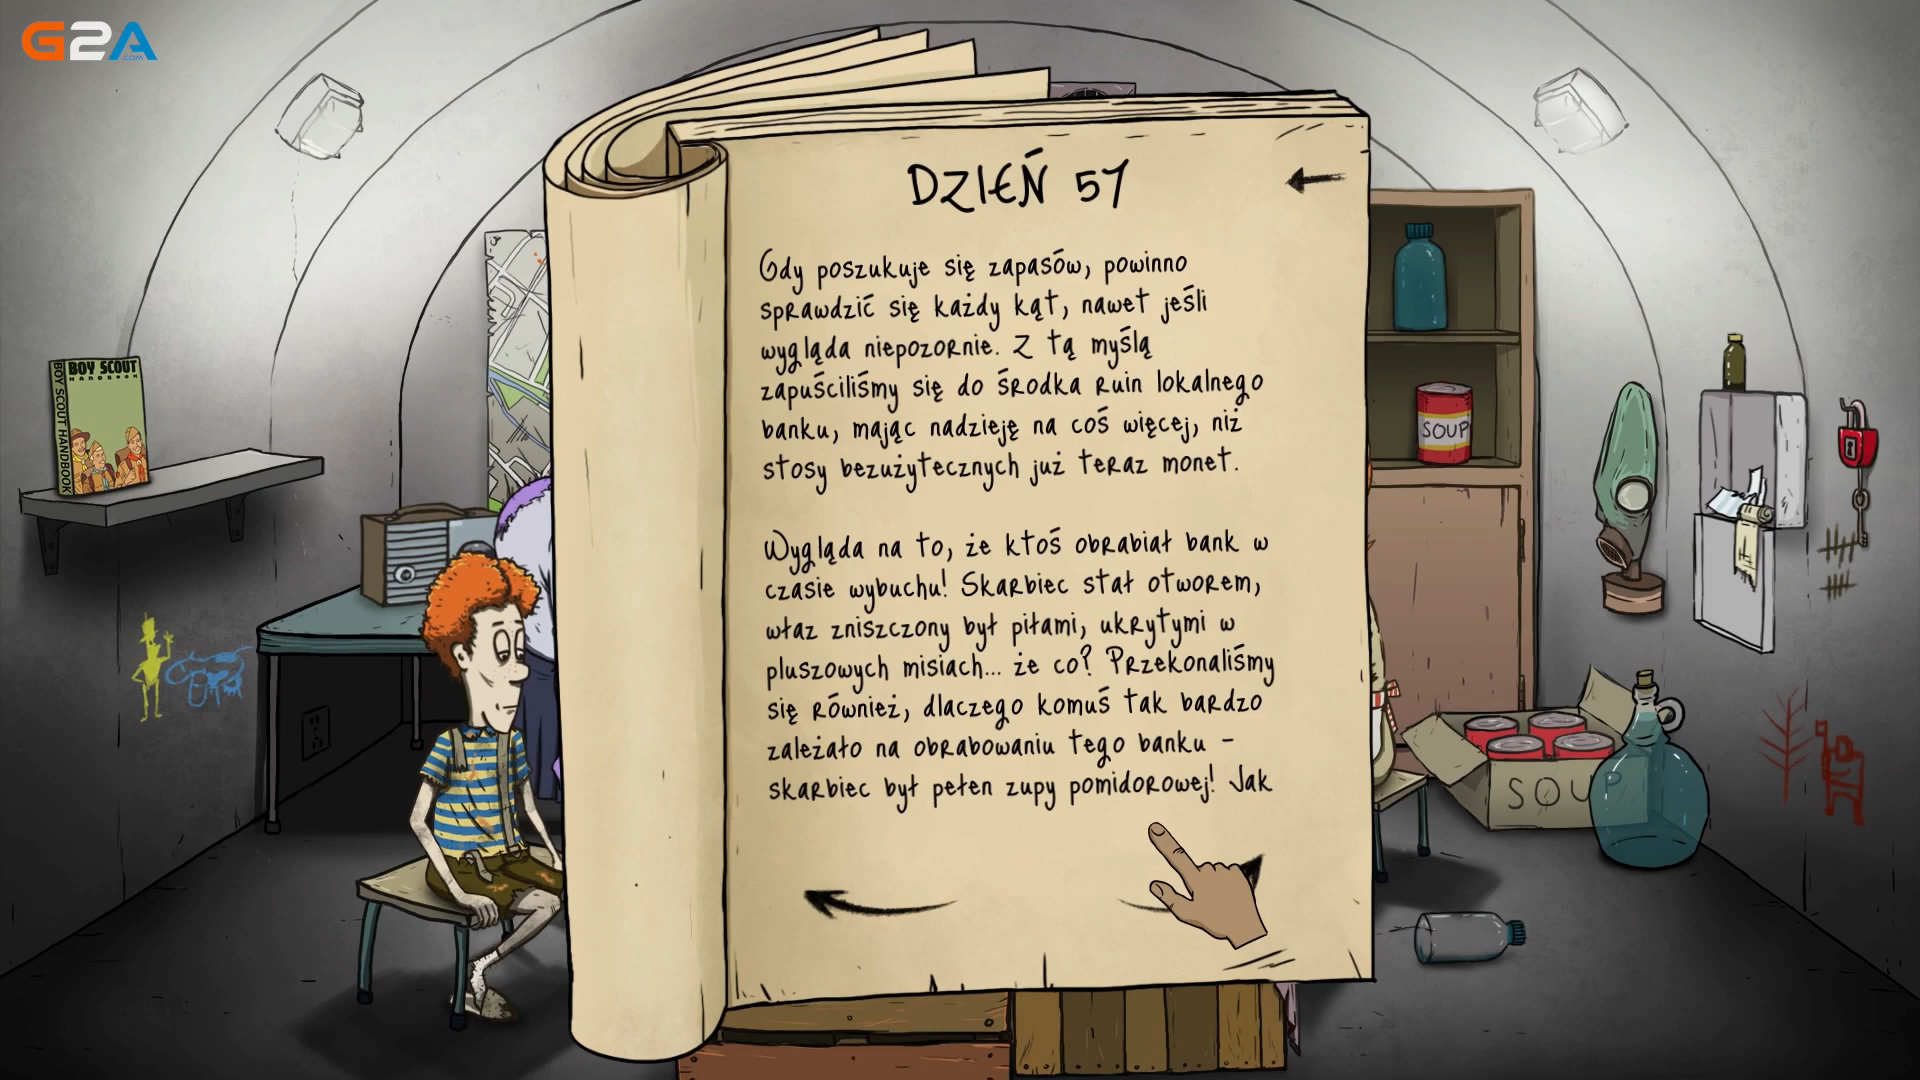 G2A
.COM
DZIEŃ 57
Gdy poszukuje się zapasów, powinno
sprawdzić się każdy kąt, nawet jeśli
wygląda niepozornie. Z tą myślą
zapuściliśmy się do środka ruin lokalnego
banku, mając nadzieję na coś więcej, niż
stosy bezużytecznych już teraz monet.
Wygląda na to, że ktoś obrabiał bank w
czasie wybuchu! Skarbiec stał otworem,
właz zniszczony był piłami, ukrytymi w
pluszowych misiach... że co? Przekonaliśmy
się również, dlaczego komuś tak bardzo
zależało na obrabowaniu tego banku -
skarbiec był pełen zupy pomidorowej! Jak
BOY SCOUT
HANDBOOK
BOY SCOUT HANDBOOK
SOUP
SOUP